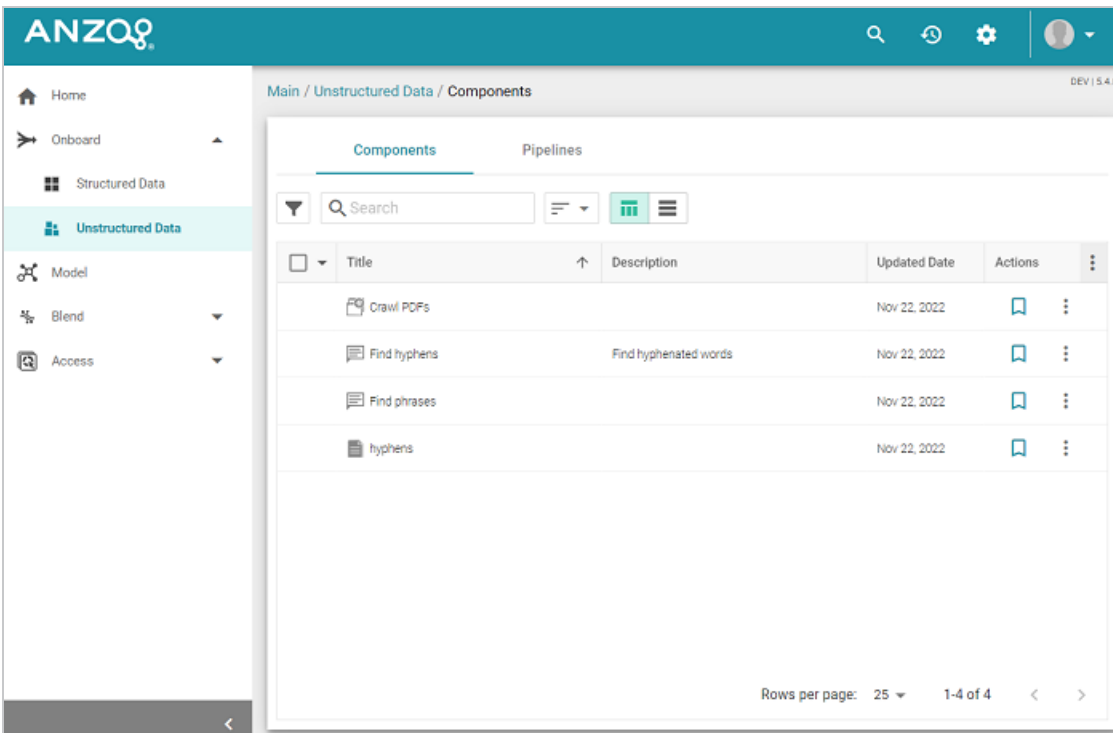 ANZO
Main / Unstructured Data / Components
DEV | 5.4.
Home
Onboard
Structured Data
Unstructured Data
Model
Blend
Access
Components Pipelines
Search
Title Description Updated Date Actions
Crawl PDFs Nov 22, 2022
Find hyphens Find hyphenated words Nov 22, 2022
Find phrases Nov 22, 2022
hyphens Nov 22, 2022
Rows per page: 25 1-4 of 4